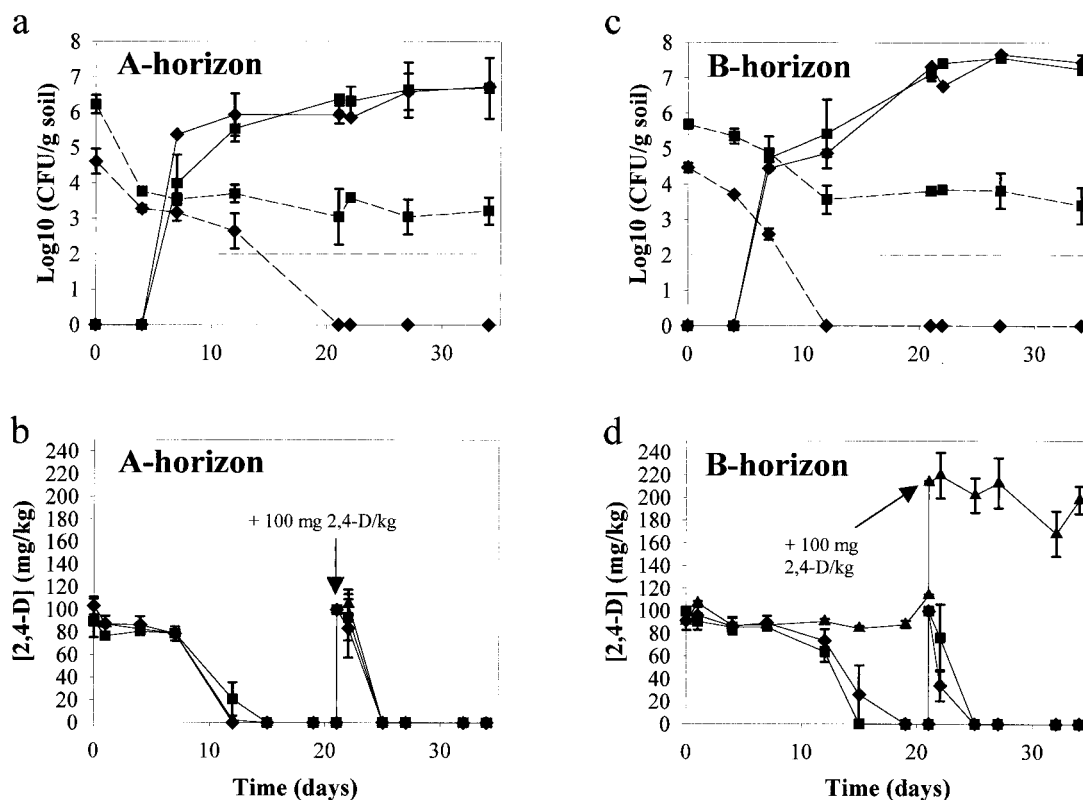 a
A-horizon
Log10 (CFU/g soil)
8
7
6
5
4
3
2
1
0
0 10 20 30
c
B-horizon
Log10 (CFU/g soil)
8
7
6
5
4
3
2
1
0
0 10 20 30
b
A-horizon
[2,4-D] (mg/kg)
240
220
200
180
160
140
120
100
80
60
40
20
0
+ 100 mg 2,4-D/kg
0 10 20 30
Time (days)
d
B-horizon
[2,4-D] (mg/kg)
240
220
200
180
160
140
120
100
80
60
40
20
0
+ 100 mg
2,4-D/kg
0 10 20 30
Time (days)